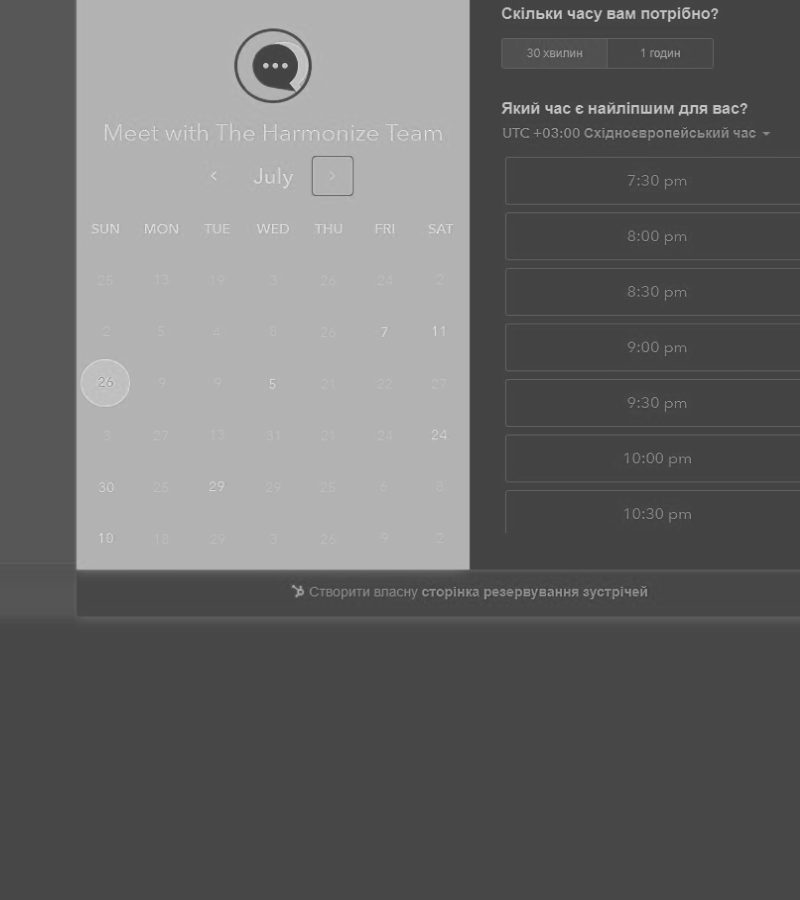 Meet with The Harmonize Team
July
SUN MON TUE WED THU FRI SAT
25 13 19 3 26 24 2
2 5 4 8 26 7 11
26 9 9 5 21 22 27
3 27 13 31 21 24 24
30 26 29 29 25 6 8
10 18 29 3 26 9 2
Скільки часу вам потрібно?
30 хвилин 1 годин
Який час є найліпшим для вас?
UTC +03:00 Східноєвропейський час
7:30 pm
8:00 pm
8:30 pm
9:00 pm
9:30 pm
10:00 pm
10:30 pm
Створити власну сторінка резервування зустрічей